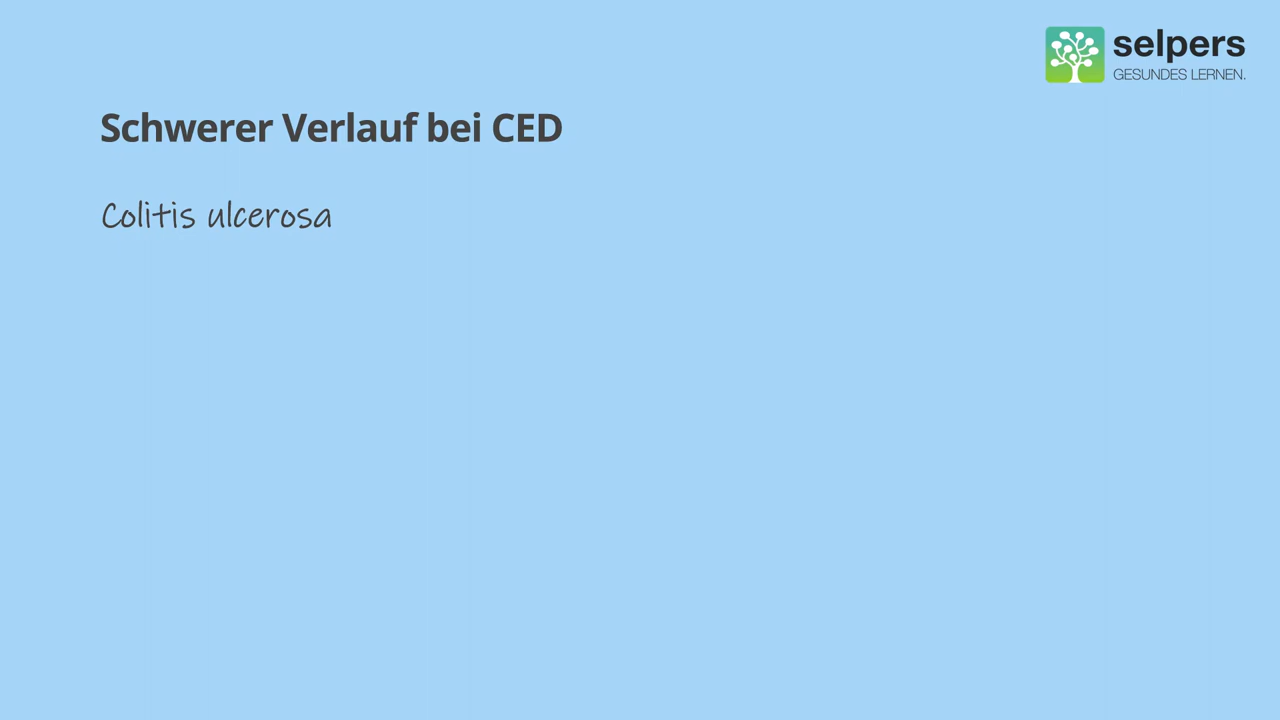 selpers
GESUNDES LERNEN.
Schwerer Verlauf bei CED
Colitis ulcerosa